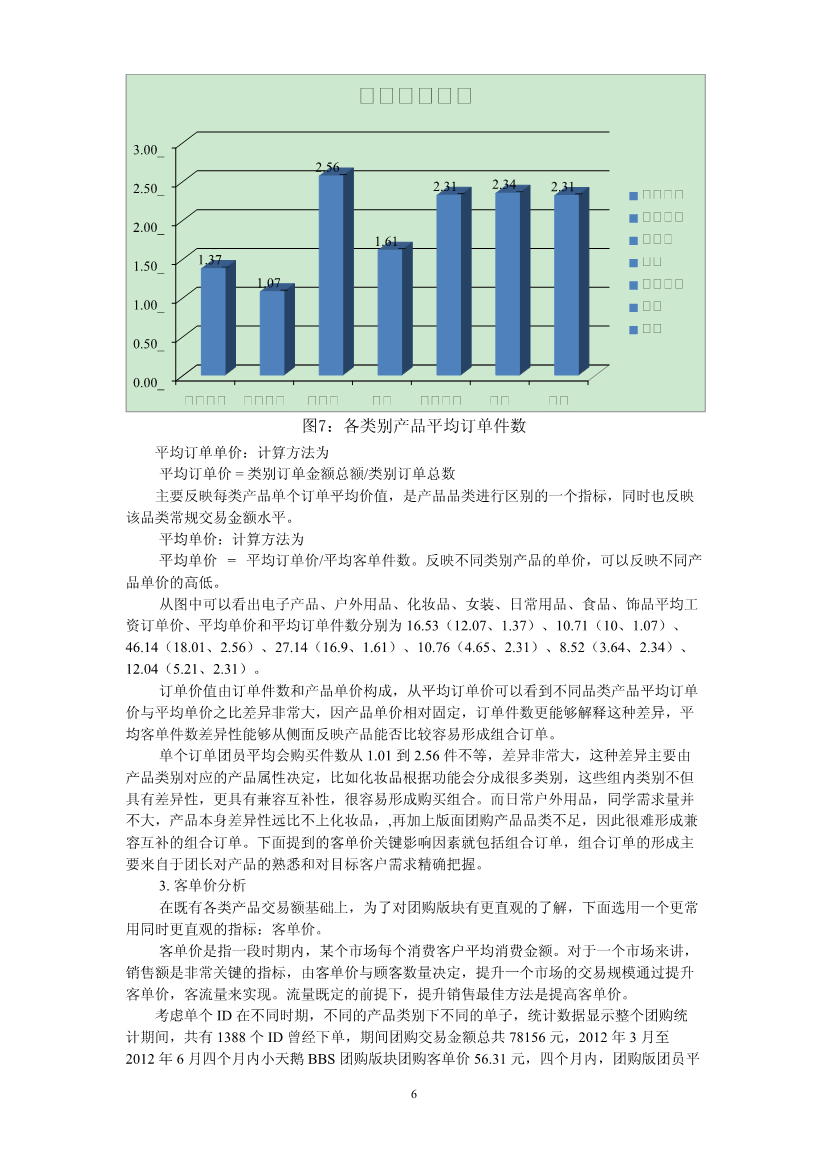 3.00
2.50
2.00
1.50
1.00
0.50
0.00
1.37
1.07
2.56
1.61
2.31
2.34
2.31
图7：各类别产品平均订单件数
平均订单单价：计算方法为
平均订单价 = 类别订单金额总额/类别订单总数
主要反映每类产品单个订单平均价值，是产品品类进行区别的一个指标，同时也反映
该品类常规交易金额水平。
平均单价：计算方法为
平均单价 = 平均订单价/平均客单件数。反映不同类别产品的单价，可以反映不同产
品单价的高低。
从图中可以看出电子产品、户外用品、化妆品、女装、日常用品、食品、饰品平均工
资订单价、平均单价和平均订单件数分别为 16.53（12.07、1.37）、10.71（10、1.07）、
46.14（18.01、2.56）、27.14（16.9、1.61）、10.76（4.65、2.31）、8.52（3.64、2.34）、
12.04（5.21、2.31）。
订单价值由订单件数和产品单价构成，从平均订单价可以看到不同品类产品平均订单
价与平均单价之比差异非常大，因产品单价相对固定，订单件数更能够解释这种差异，平
均客单件数差异性能够从侧面反映产品能否比较容易形成组合订单。
单个订单团员平均会购买件数从 1.01 到 2.56 件不等，差异非常大，这种差异主要由
产品类别对应的产品属性决定，比如化妆品根据功能会分成很多类别，这些组内类别不但
具有差异性，更具有兼容互补性，很容易形成购买组合。而日常户外用品，同学需求量并
不大，产品本身差异性远比不上化妆品，,再加上版面团购产品品类不足，因此很难形成兼
容互补的组合订单。下面提到的客单价关键影响因素就包括组合订单，组合订单的形成主
要来自于团长对产品的熟悉和对目标客户需求精确把握。
3. 客单价分析
在既有各类产品交易额基础上，为了对团购版块有更直观的了解，下面选用一个更常
用同时更直观的指标：客单价。
客单价是指一段时期内，某个市场每个消费客户平均消费金额。对于一个市场来讲，
销售额是非常关键的指标，由客单价与顾客数量决定，提升一个市场的交易规模通过提升
客单价，客流量来实现。流量既定的前提下，提升销售最佳方法是提高客单价。
考虑单个 ID 在不同时期，不同的产品类别下不同的单子，统计数据显示整个团购统
计期间，共有 1388 个 ID 曾经下单，期间团购交易金额总共 78156 元，2012 年 3 月至
2012 年 6 月四个月内小天鹅 BBS 团购版块团购客单价 56.31 元，四个月内，团购版团员平
6